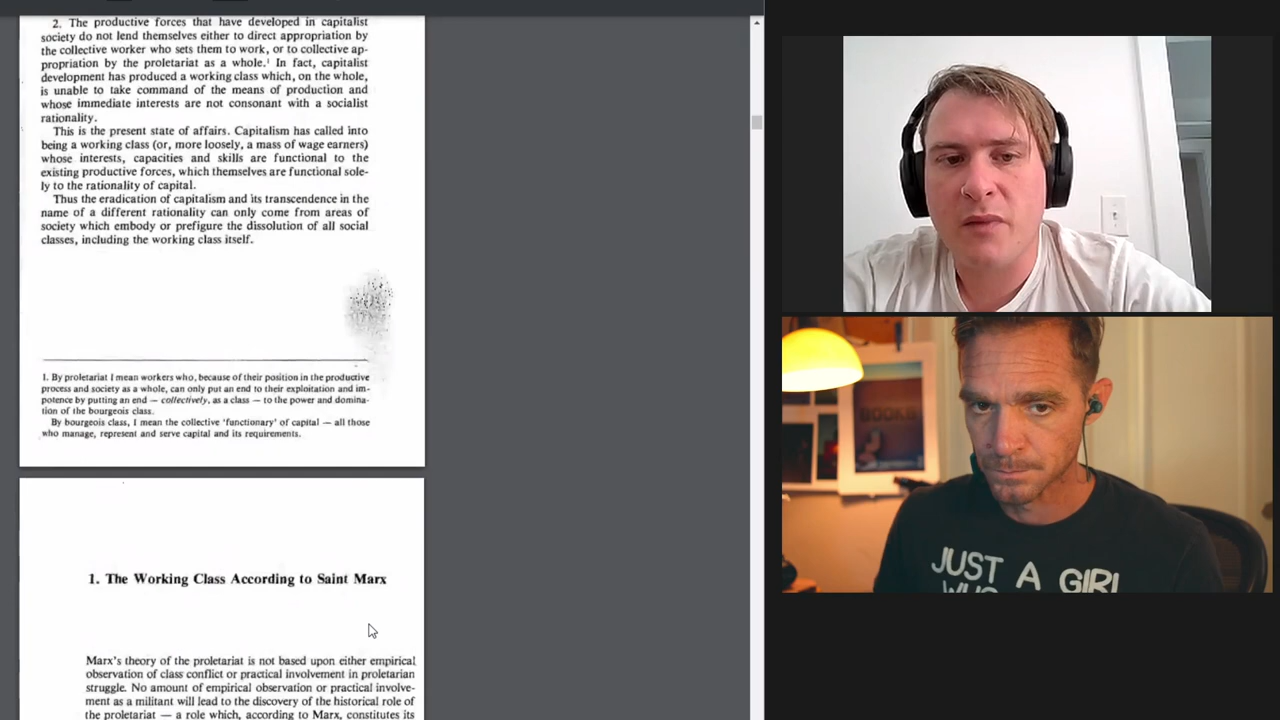 2. The productive forces that have developed in capitalist
society do not lend themselves either to direct appropriation by
the collective worker who sets them to work, or to collective ap-
propriation by the proletariat as a whole.¹ In fact, capitalist
development has produced a working class which, on the whole,
is unable to take command of the means of production and
whose immediate interests are not consonant with a socialist
rationality.
This is the present state of affairs. Capitalism has called into
being a working class (or, more loosely, a mass of wage earners)
whose interests, capacities and skills are functional to the
existing productive forces, which themselves are functional sole-
ly to the rationality of capital.
Thus the eradication of capitalism and its transcendence in the
name of a different rationality can only come from areas of
society which embody or prefigure the dissolution of all social
classes, including the working class itself.
1. By proletariat I mean workers who, because of their position in the productive
process and society as a whole, can only put an end to their exploitation and im-
potence by putting an end — collectively, as a class — to the power and domina-
tion of the bourgeois class.
By bourgeois class, I mean the collective 'functionary' of capital — all those
who manage, represent and serve capital and its requirements.
1. The Working Class According to Saint Marx
Marx's theory of the proletariat is not based upon either empirical
observation of class conflict or practical involvement in proletarian
struggle. No amount of empirical observation or practical involve-
ment as a militant will lead to the discovery of the historical role of
the proletariat — a role which, according to Marx, constitutes its
JUST A GIRL